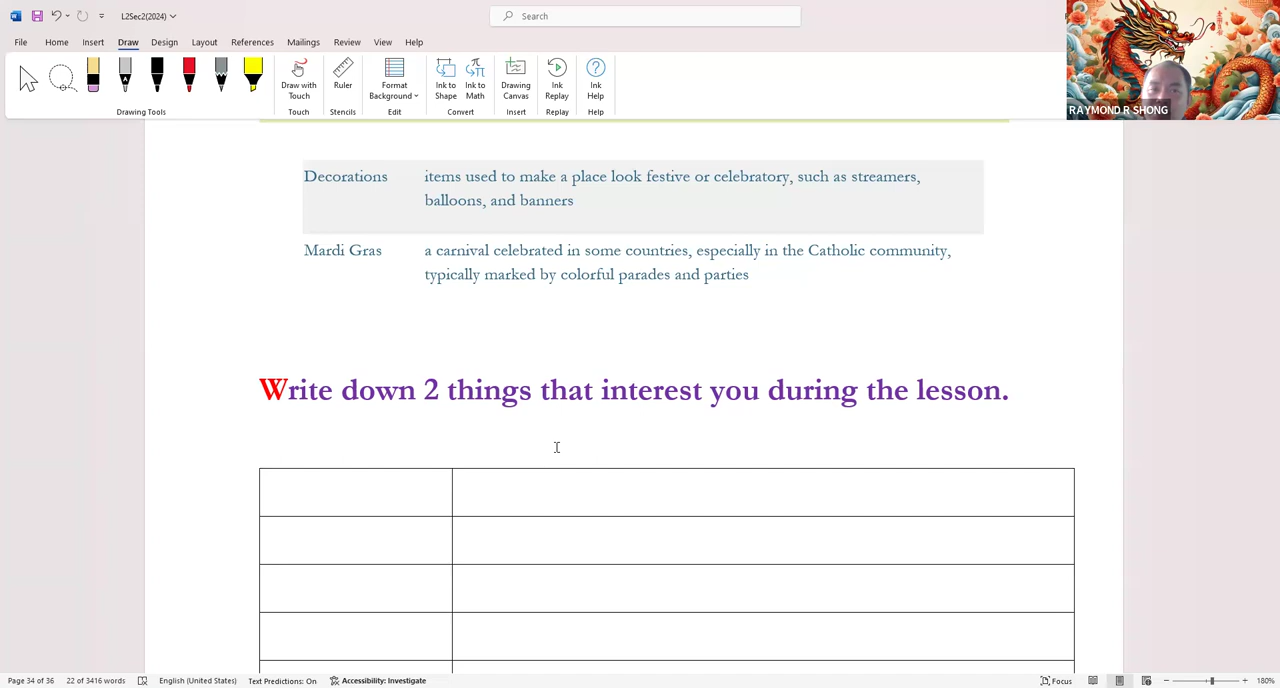 L2Sec2(2024)
Search
File Home Insert Draw Design Layout References Mailings Review View Help
Draw with Touch
Ruler
Format Background
Ink to Shape
Ink to Math
Drawing Canvas
Ink Replay
Ink Help
Drawing Tools Touch Stencils Edit Convert Insert Replay Help
RAYMOND R SHONG
Decorations items used to make a place look festive or celebratory, such as streamers,
balloons, and banners
Mardi Gras a carnival celebrated in some countries, especially in the Catholic community,
typically marked by colorful parades and parties
Write down 2 things that interest you during the lesson.
Page 34 of 36 22 of 3416 words English (United States) Text Predictions: On Accessibility: Investigate Focus 180%